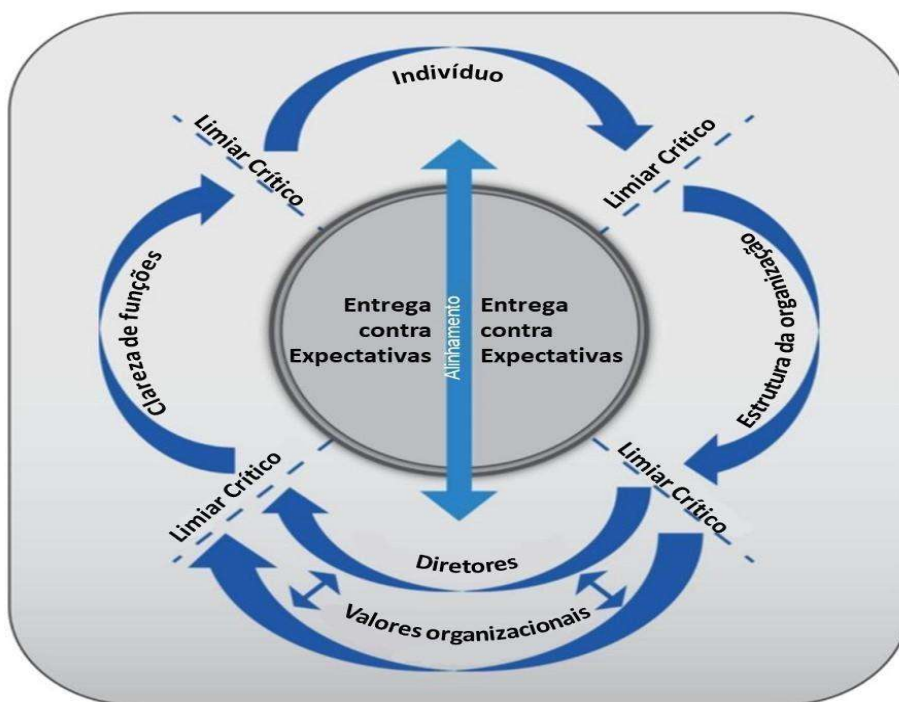 Indivíduo
Limiar Crítico
Limiar Crítico
Clareza de funções
Estrutura da organização
Entrega
contra
Expectativas
Alinhamento
Entrega
contra
Expectativas
Limiar Crítico
Limiar Crítico
Diretores
Valores organizacionais